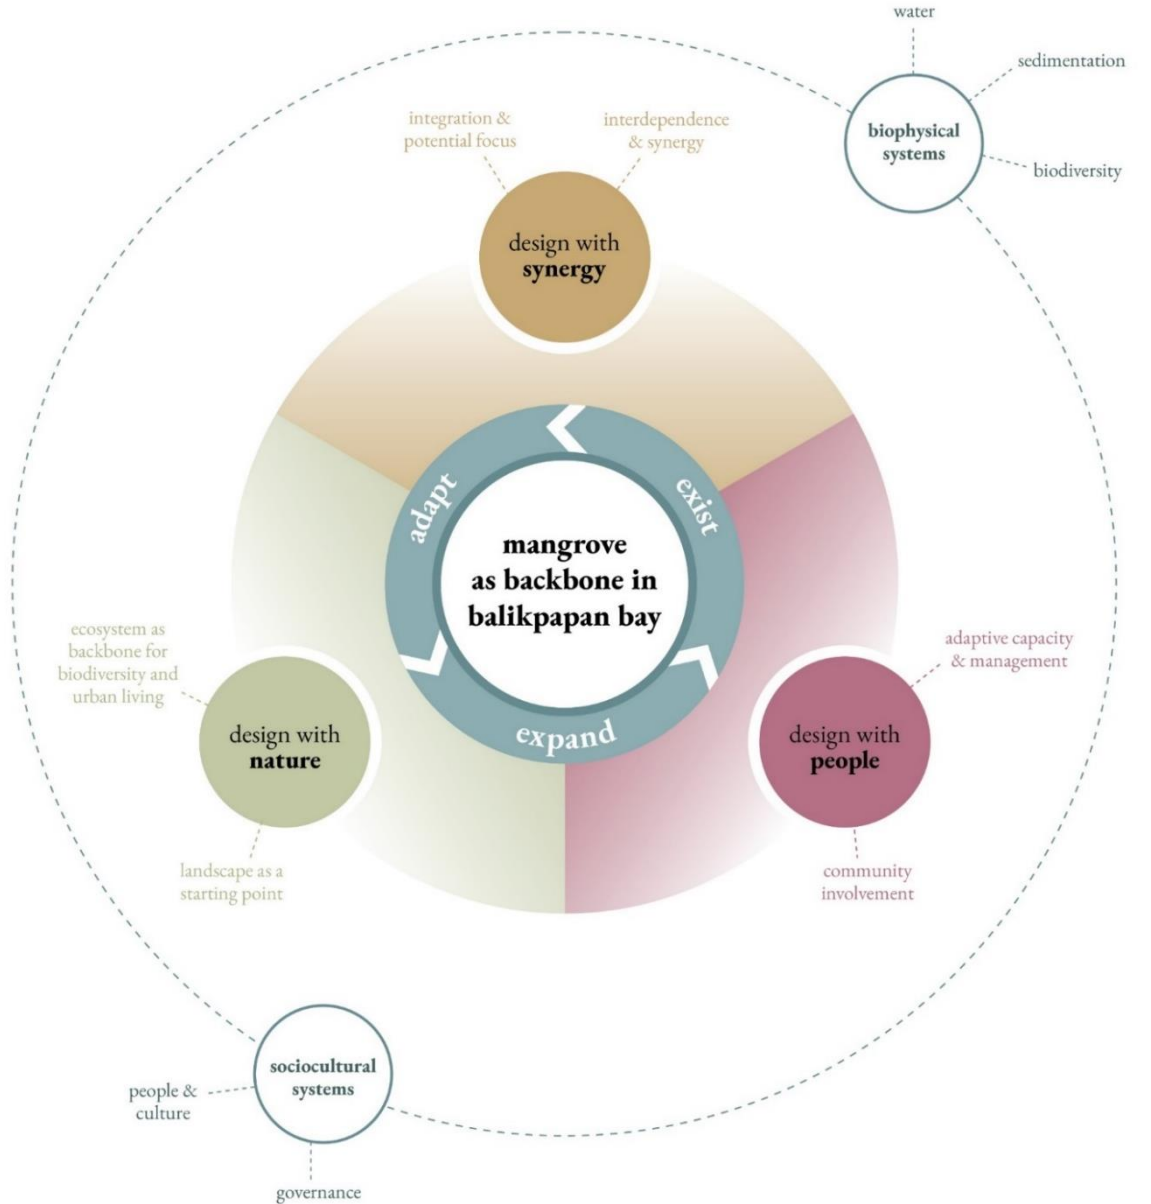 water
sedimentation
biophysical
systems
biodiversity
integration &
potential focus
interdependence
& synergy
design with
synergy
adapt
exist
expand
mangrove
as backbone in
balikpapan bay
ecosystem as
backbone for
biodiversity and
urban living
design with
nature
landscape as a
starting point
adaptive capacity
& management
design with
people
community
involvement
sociocultural
systems
people &
culture
governance